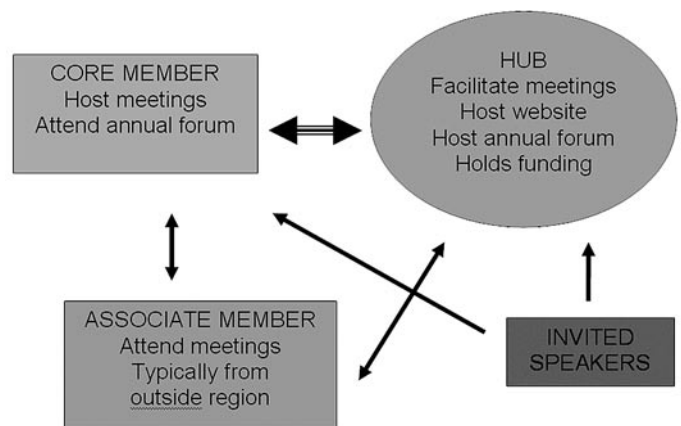 CORE MEMBER
Host meetings
Attend annual forum
HUB
Facilitate meetings
Host website
Host annual forum
Holds funding
ASSOCIATE MEMBER
Attend meetings
Typically from
outside region
INVITED
SPEAKERS